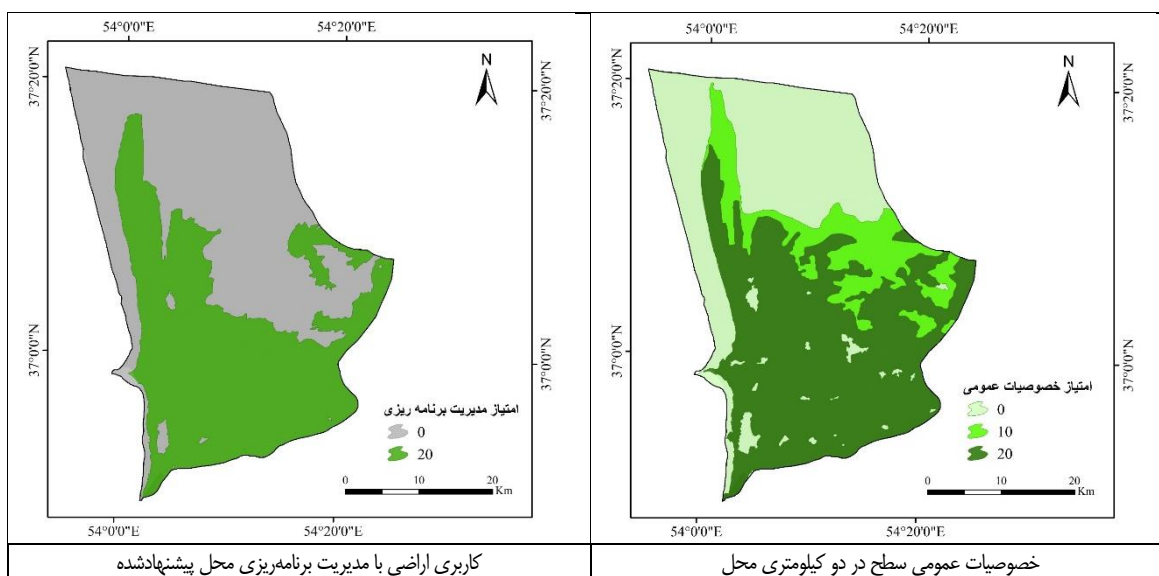 54°0'0"E
54°20'0"E
37°20'0"N
37°20'0"N
N
37°0'0"N
37°0'0"N
امتیاز مدیریت برنامه ریزی
0
20
0
10
20
Km
54°0'0"E
54°20'0"E
کاربری اراضی با مدیریت برنامه‌ریزی محل پیشنهادشده
54°0'0"E
54°20'0"E
37°20'0"N
37°20'0"N
N
37°0'0"N
37°0'0"N
امتیاز خصوصیات عمومی
0
10
20
0
10
20
Km
54°0'0"E
54°20'0"E
خصوصیات عمومی سطح در دو کیلومتری محل